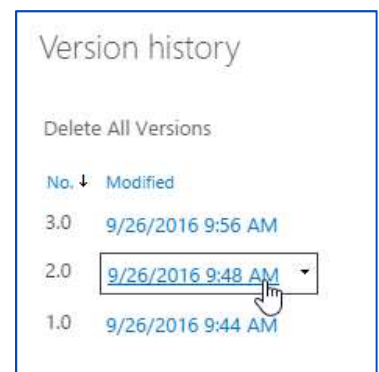 Version history
Delete All Versions
No. ↓ Modified
3.0 9/26/2016 9:56 AM
2.0 9/26/2016 9:48 AM
1.0 9/26/2016 9:44 AM